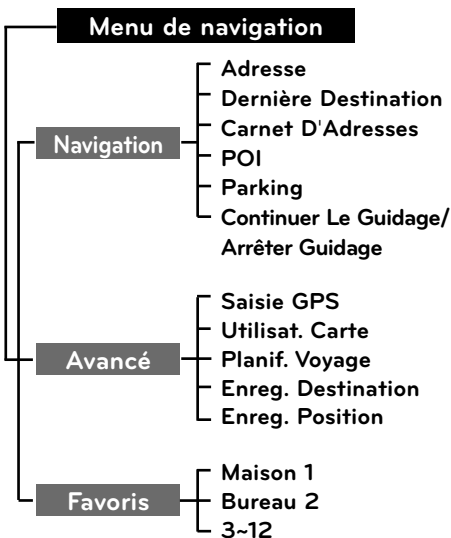 Menu de navigation
Navigation
Adresse
Dernière Destination
Carnet D'Adresses
POI
Parking
Continuer Le Guidage/
Arrêter Guidage
Avancé
Saisie GPS
Utilisat. Carte
Planif. Voyage
Enreg. Destination
Enreg. Position
Favoris
Maison 1
Bureau 2
3~12